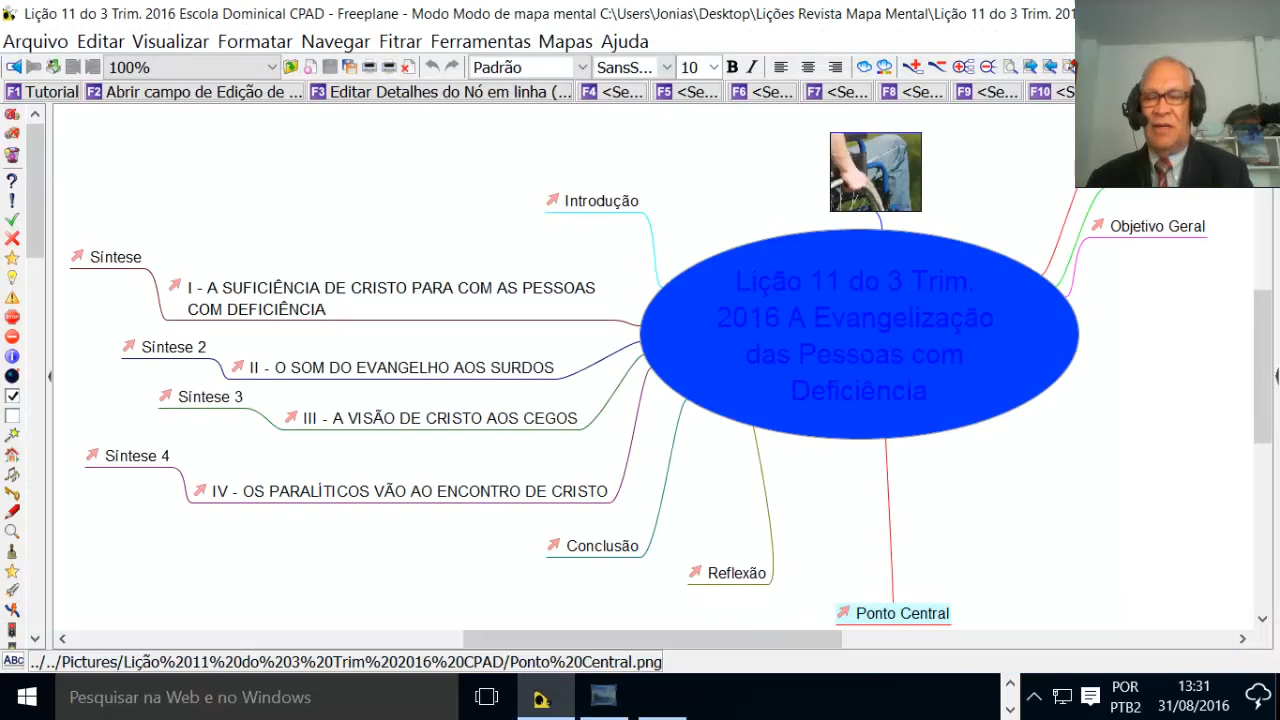 Lição 11 do 3 Trim. 2016 Escola Dominical CPAD - Freeplane - Modo Modo de mapa mental C:\Users\Jonias\Desktop\Lições Revista Mapa Mental\Lição 11 do 3 Trim. 201
Arquivo Editar Visualizar Formatar Navegar Fitrar Ferramentas Mapas Ajuda
100% Padrão SansS... 10 B I
F1 Tutorial F2 Abrir campo de Edição de ... F3 Editar Detalhes do Nó em linha (... F4 <Se... F5 <Se... F6 <Se... F7 <Se... F8 <Se... F9 <Se... F10 <S
Introdução
Objetivo Geral
Síntese
I - A SUFICIÊNCIA DE CRISTO PARA COM AS PESSOAS
COM DEFICIÊNCIA
Lição 11 do 3 Trim.
2016 A Evangelização
das Pessoas com
Deficiência
Síntese 2
II - O SOM DO EVANGELHO AOS SURDOS
Síntese 3
III - A VISÃO DE CRISTO AOS CEGOS
Síntese 4
IV - OS PARALÍTICOS VÃO AO ENCONTRO DE CRISTO
Conclusão
Reflexão
Ponto Central
ABC ../../Pictures/Lição%2011%20do%203%20Trim%202016%20CPAD/Ponto%20Central.png
Pesquisar na Web e no Windows
POR
PTB2
13:31
31/08/2016